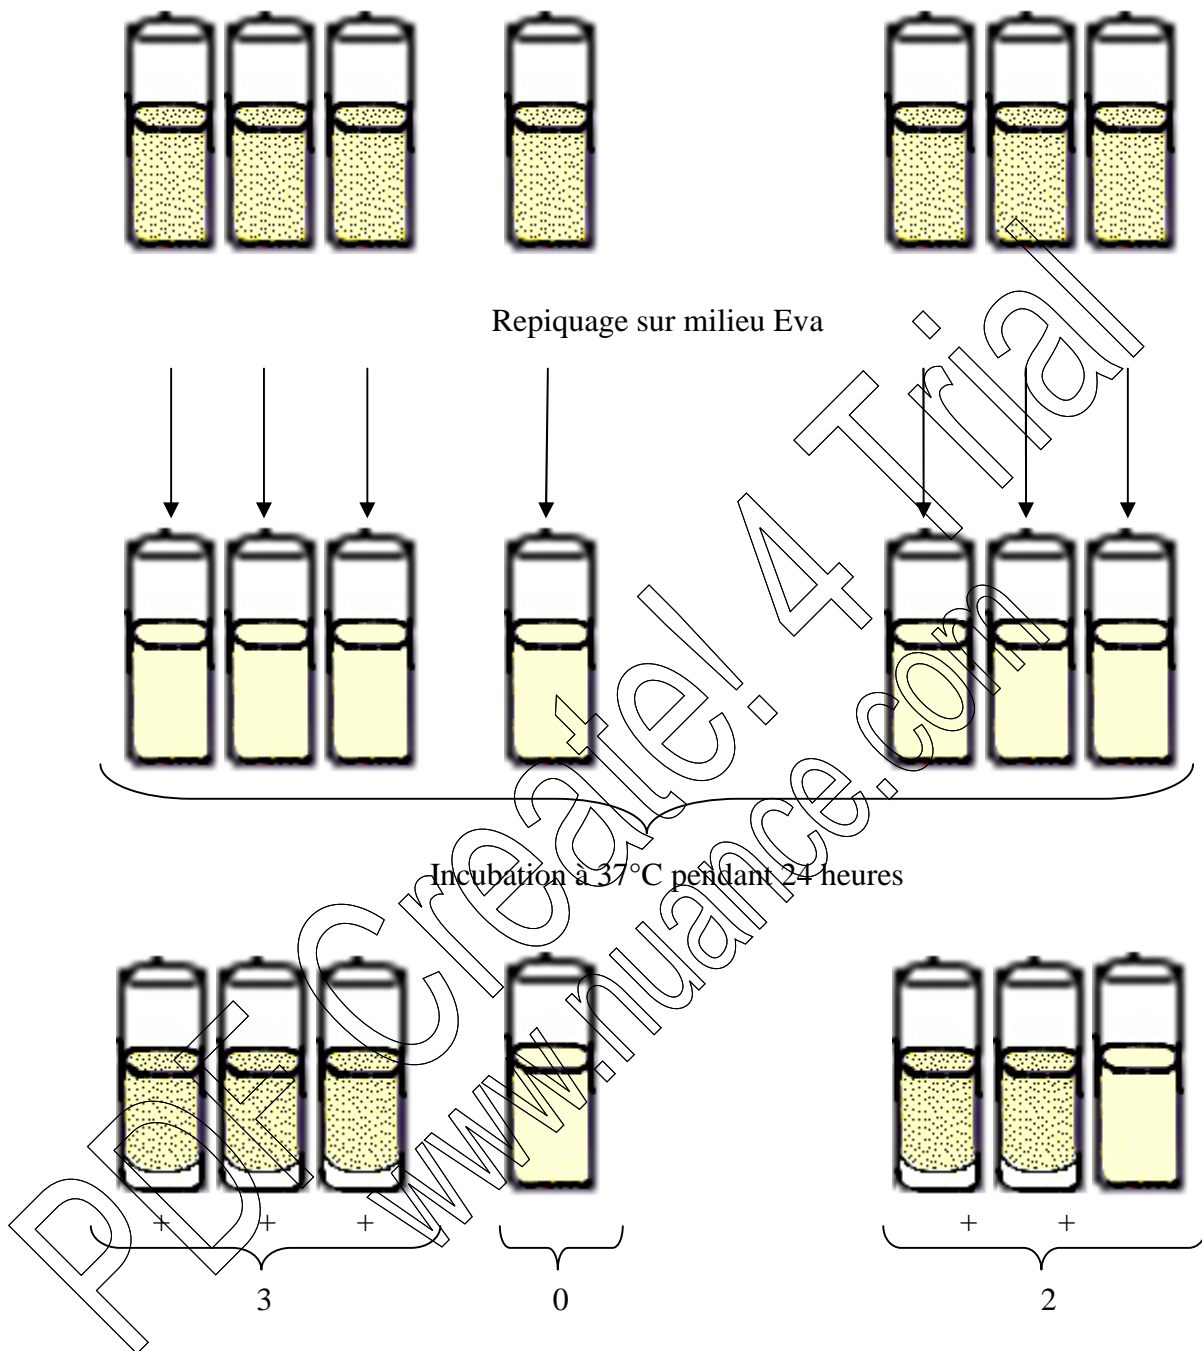 Repiquage sur milieu Eva
Incubation à 37°C pendant 24 heures
+ + + + +
3 0 2
PDF Create! 4 Trial
www.nuance.com